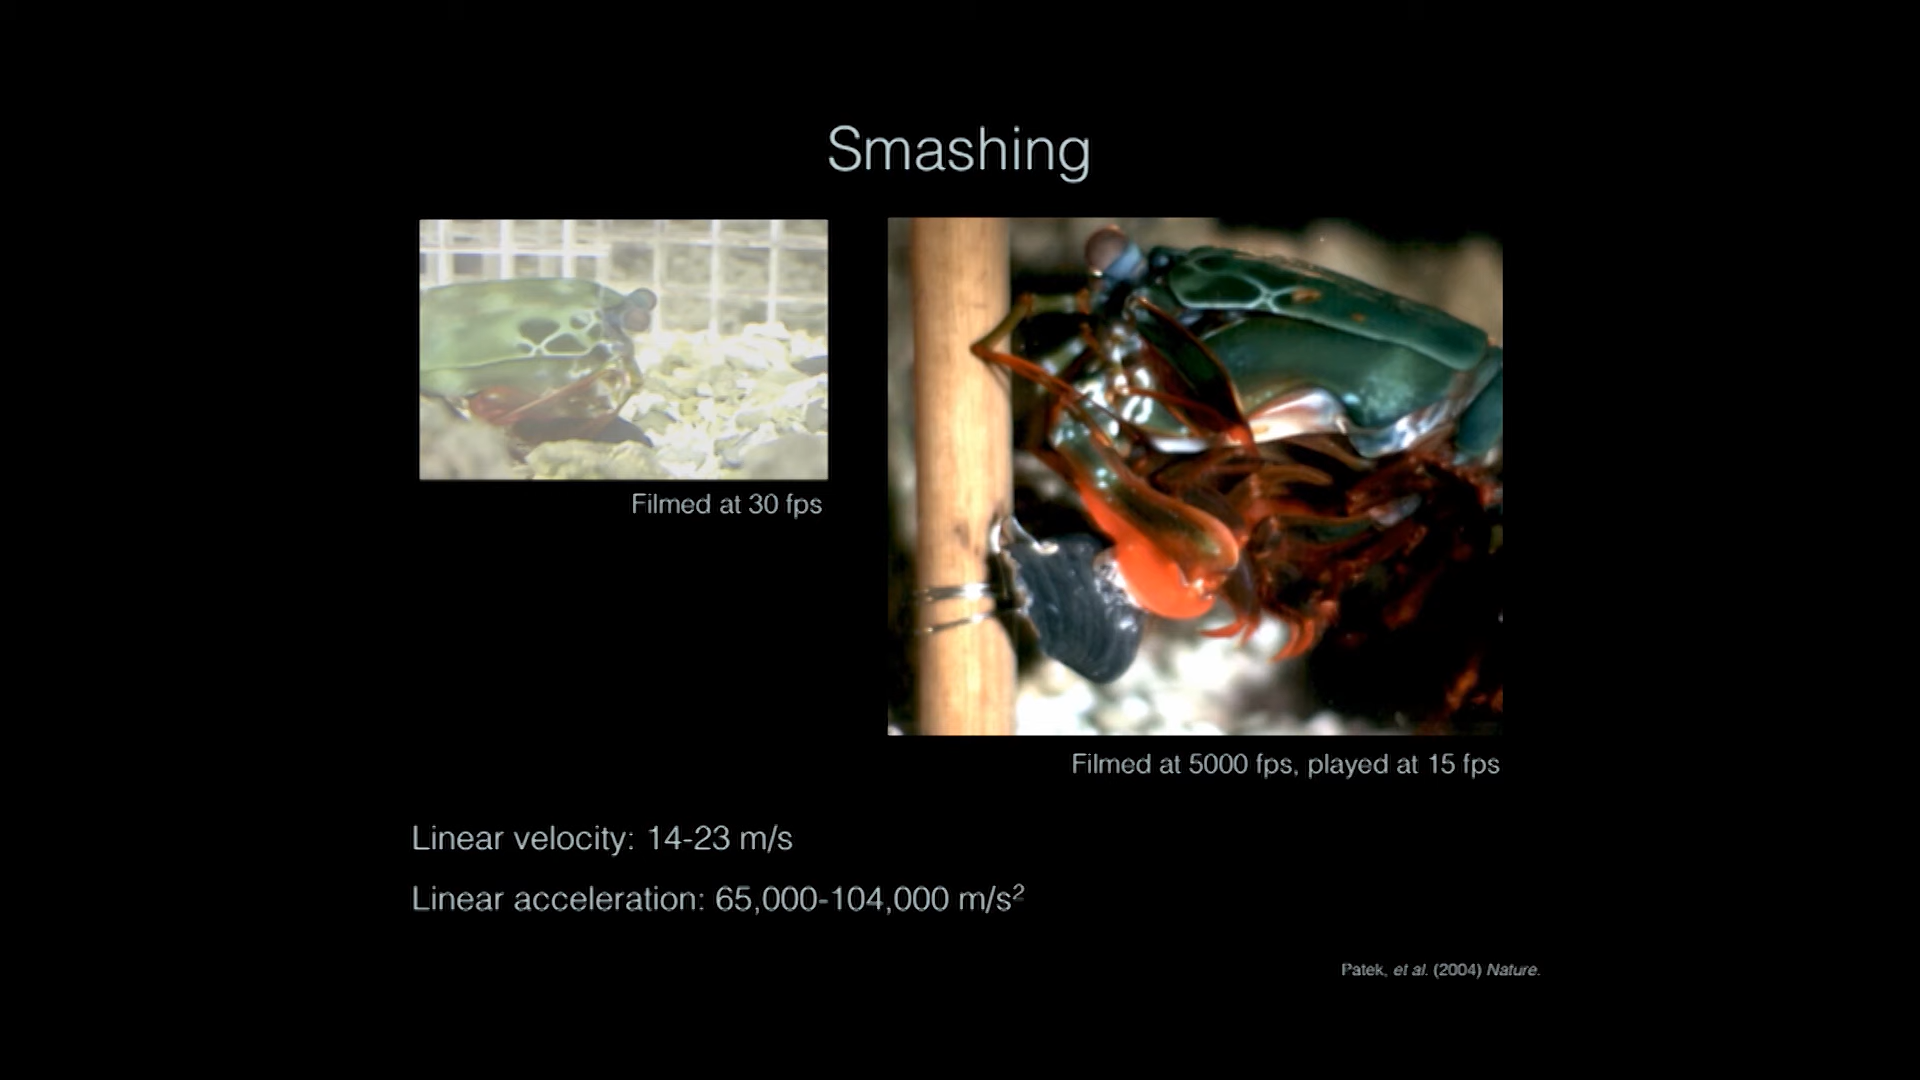 Smashing
Filmed at 30 fps
Filmed at 5000 fps, played at 15 fps
Linear velocity: 14-23 m/s
Linear acceleration: 65,000-104,000 m/s²
Patek, et al. (2004) Nature.